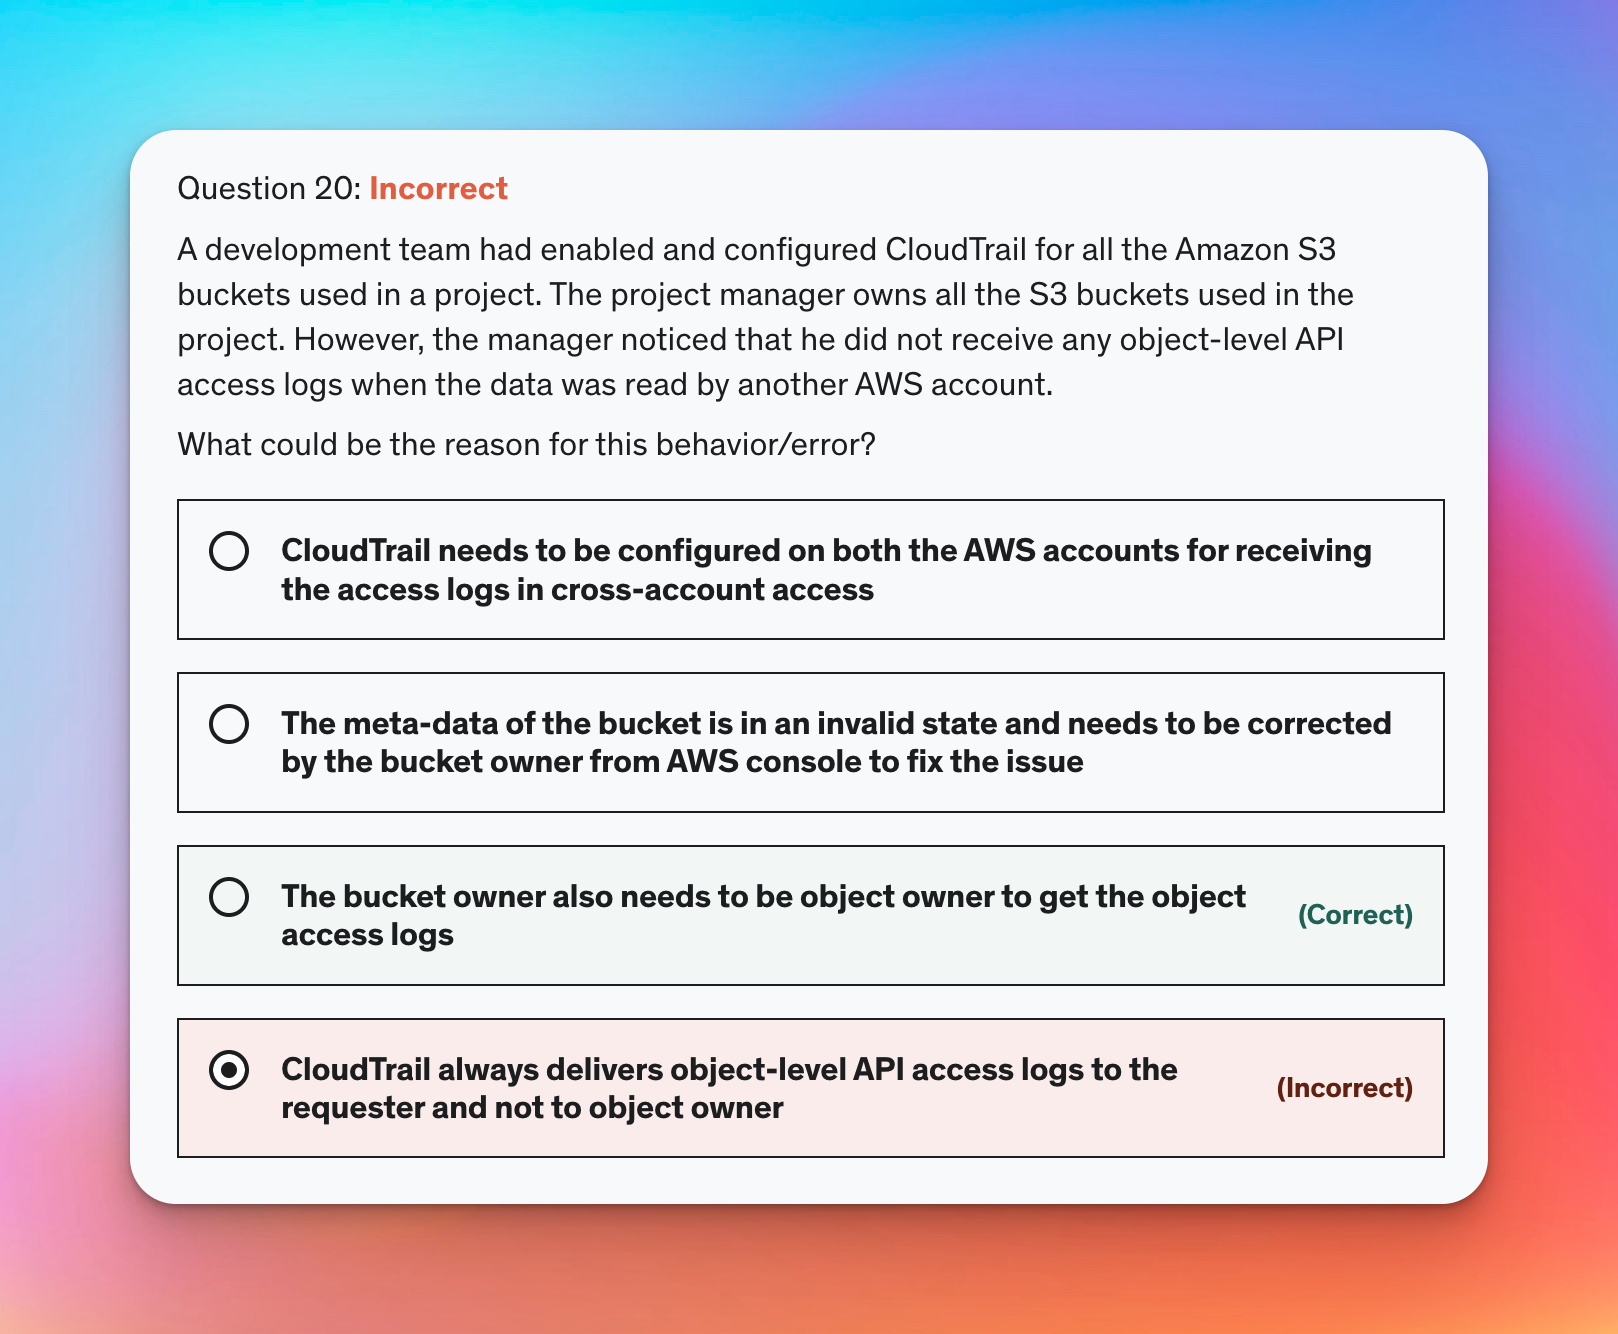 Question 20: Incorrect
A development team had enabled and configured CloudTrail for all the Amazon S3
buckets used in a project. The project manager owns all the S3 buckets used in the
project. However, the manager noticed that he did not receive any object-level API
access logs when the data was read by another AWS account.
What could be the reason for this behavior/error?
CloudTrail needs to be configured on both the AWS accounts for receiving
the access logs in cross-account access
The meta-data of the bucket is in an invalid state and needs to be corrected
by the bucket owner from AWS console to fix the issue
The bucket owner also needs to be object owner to get the object
access logs
(Correct)
CloudTrail always delivers object-level API access logs to the
requester and not to object owner
(Incorrect)